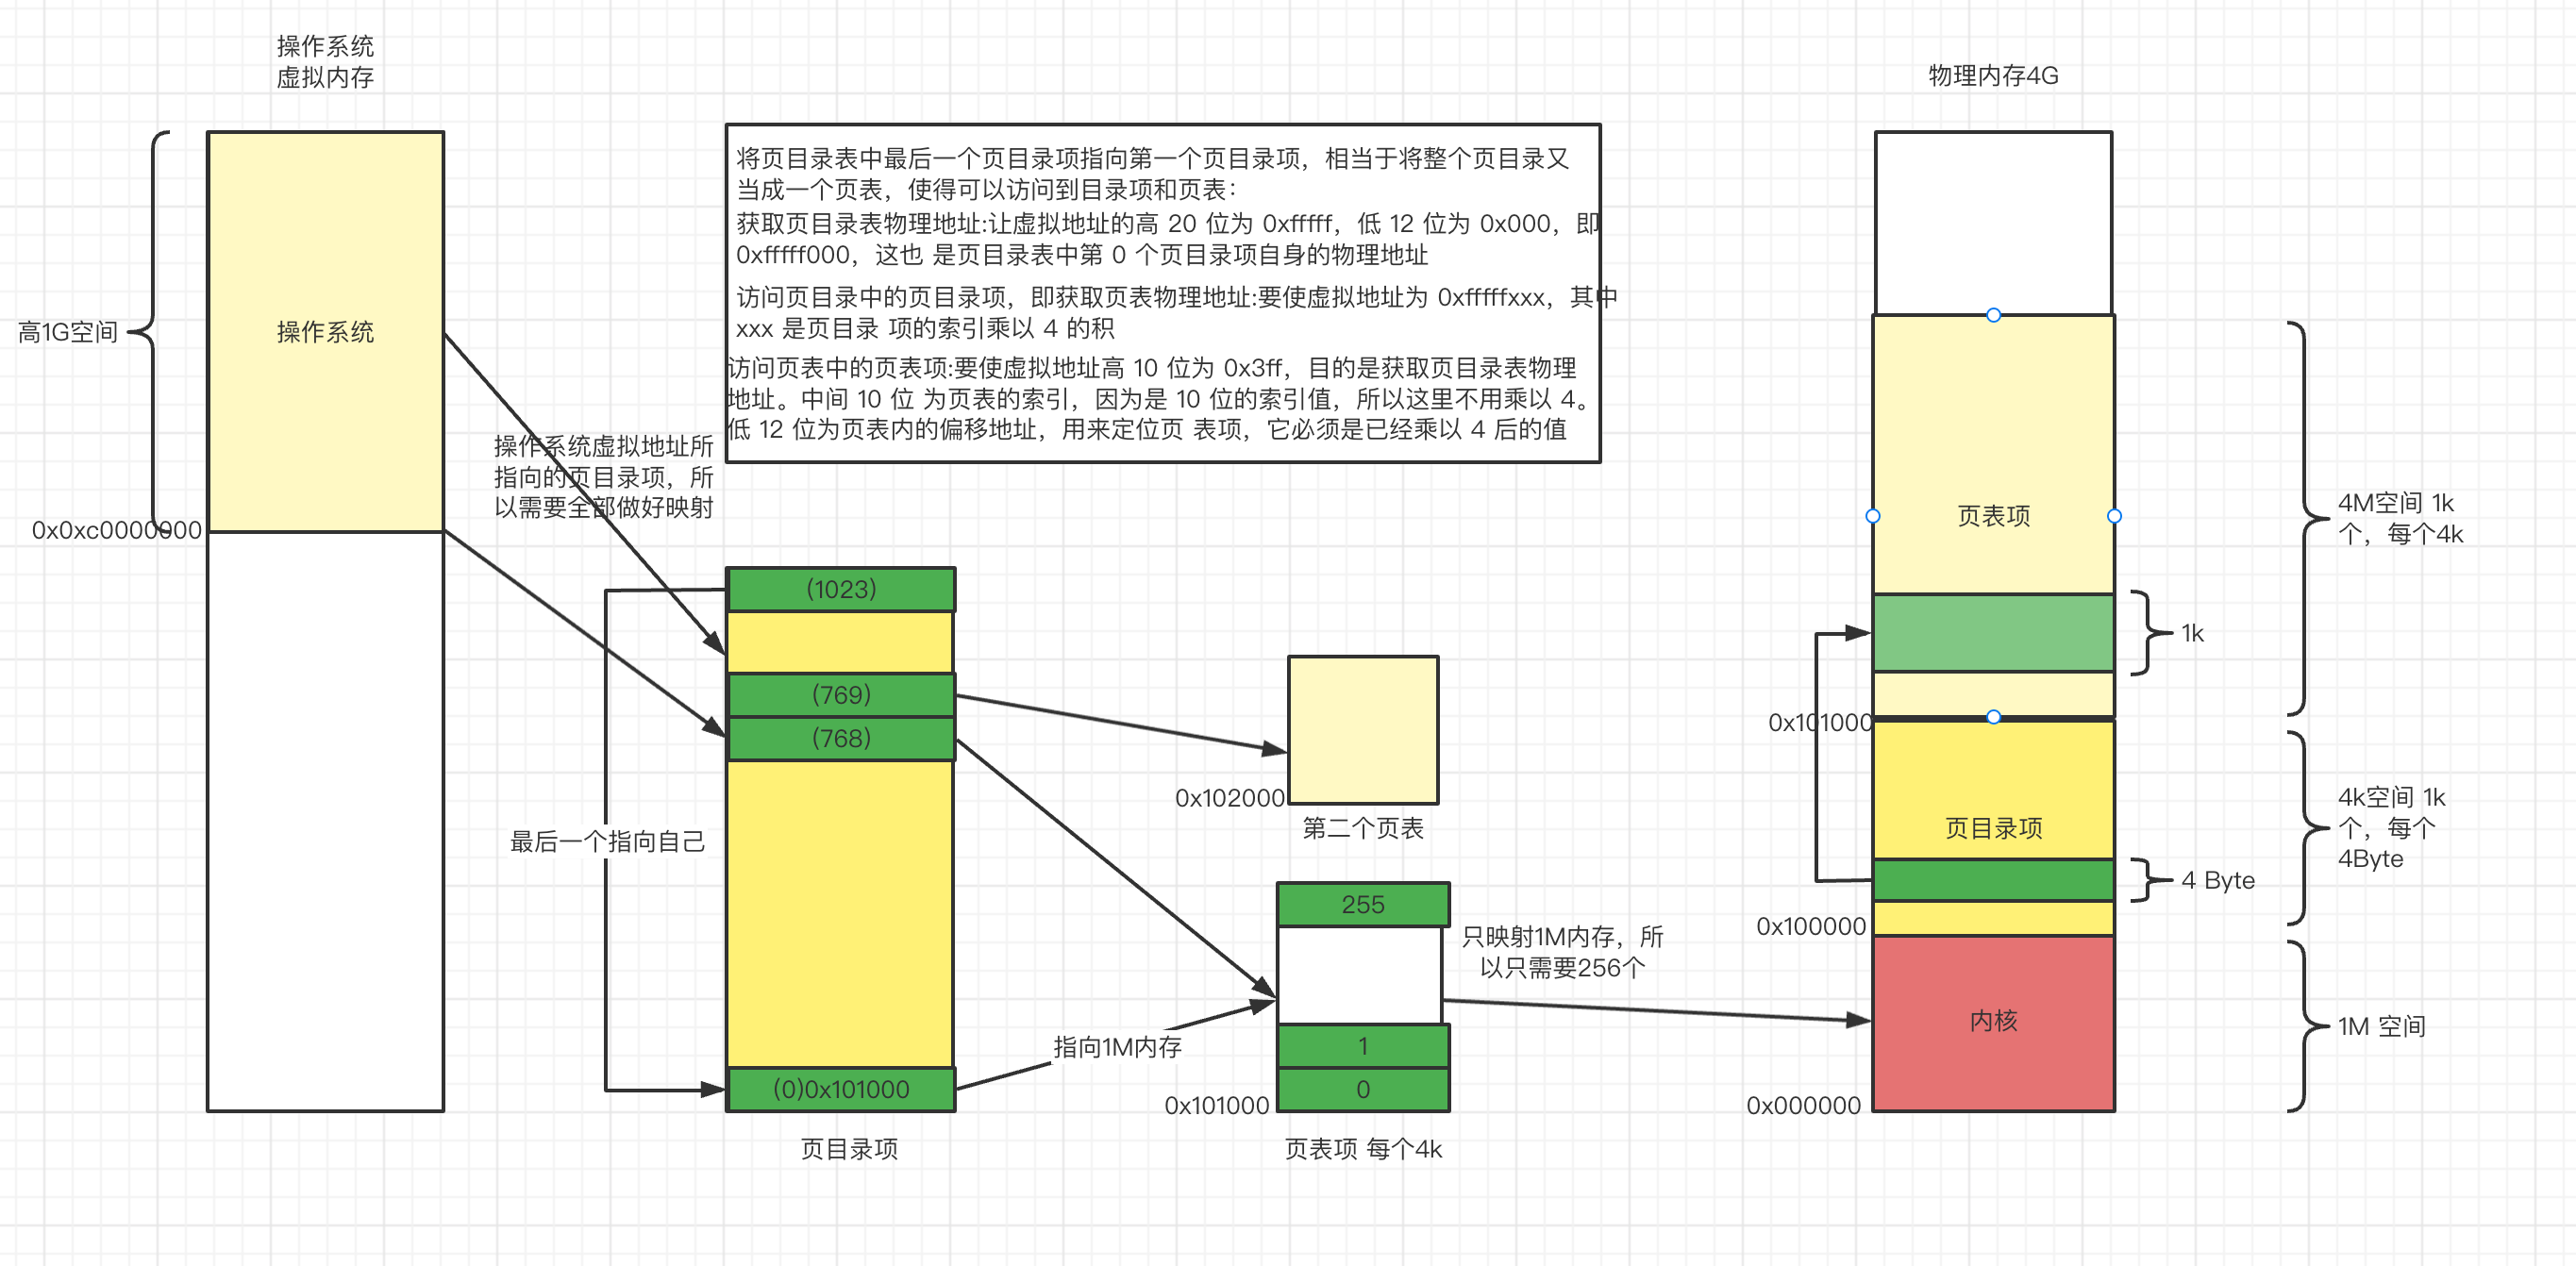 操作系统
虚拟内存
物理内存4G
将页目录表中最后一个页目录项指向第一个页目录项，相当于将整个页目录又
当成一个页表，使得可以访问到目录项和页表：
获取页目录表物理地址:让虚拟地址的高 20 位为 0xfffff，低 12 位为 0x000，即
0xfffff000，这也 是页目录表中第 0 个页目录项自身的物理地址
访问页目录中的页目录项，即获取页表物理地址:要使虚拟地址为 0xfffffxxx，其中
xxx 是页目录 项的索引乘以 4 的积
访问页表中的页表项:要使虚拟地址高 10 位为 0x3ff，目的是获取页目录表物理
地址。中间 10 位 为页表的索引，因为是 10 位的索引值，所以这里不用乘以 4。
低 12 位为页表内的偏移地址，用来定位页 表项，它必须是已经乘以 4 后的值
高1G空间
操作系统
0x0xc0000000
操作系统虚拟地址所
指向的页目录项，所
以需要全部做好映射
(1023)
(769)
(768)
最后一个指向自己
(0)0x101000
页目录项
指向1M内存
0x102000
第二个页表
255
1
0
0x101000
页表项 每个4k
只映射1M内存，所
以只需要256个
页表项
4M空间 1k
个，每个4k
1k
0x101000
页目录项
4k空间 1k
个，每个
4Byte
4 Byte
0x100000
内核
1M 空间
0x000000